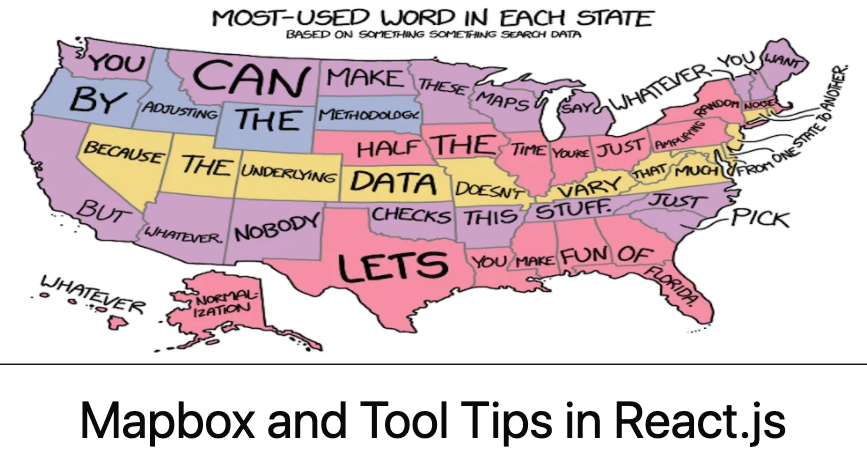 MOST-USED WORD IN EACH STATE
BASED ON SOMETHING SOMETHING SEARCH DATA
YOU CAN MAKE THESE MAPS SAY WHATEVER YOU WANT
BY ADJUSTING THE METHODOLOGY.
HALF THE TIME YOU'RE JUST AMPLIFYING RANDOM NOISE
BECAUSE THE UNDERLYING DATA DOESN'T VARY THAT MUCH FROM ONE STATE TO ANOTHER.
BUT WHATEVER. NOBODY CHECKS THIS STUFF. JUST PICK
WHATEVER NORMAL-
IZATION LETS YOU MAKE FUN OF FLORIDA.
Mapbox and Tool Tips in React.js